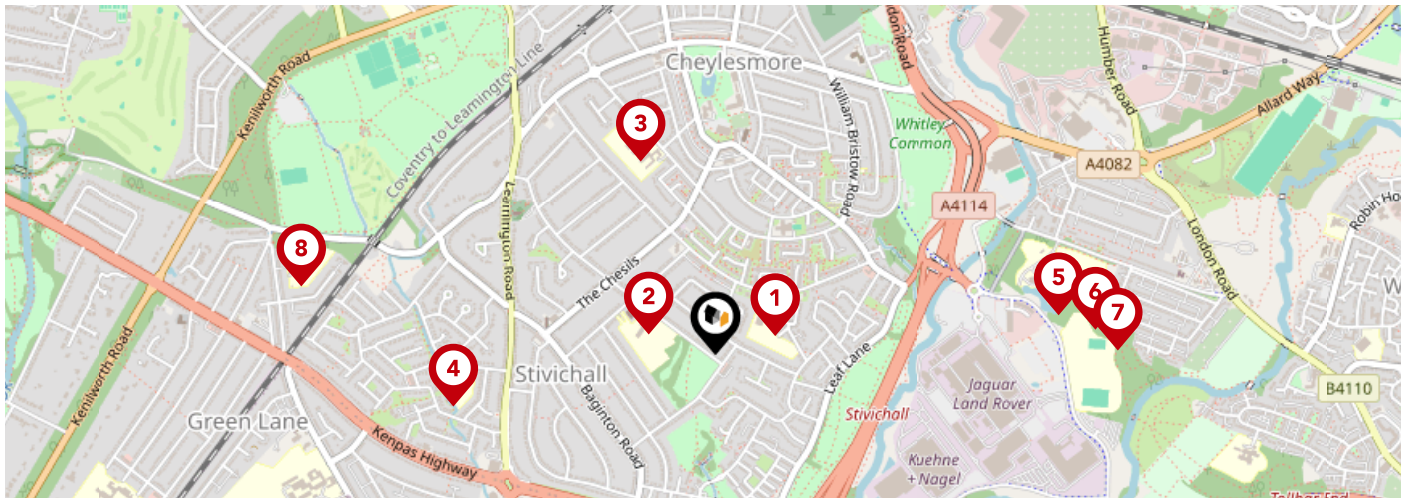 Kenilworth Road
Coventry to Leamington Line
Cheylesmore
London Road
Humber Road
Allard Way
William Bristow Road
Whitley
Common
3
A4082
A4114
Robin Ho
Leamington Road
London Road
8
The Chesils
2
1
5
6
7
4
Stivichall
Leaf Lane
Kenilworth Road
Green Lane
Baginton Road
Stivichall
Jaguar
Land Rover
B4110
W
Kenpas Highway
Kuehne
+ Nagel